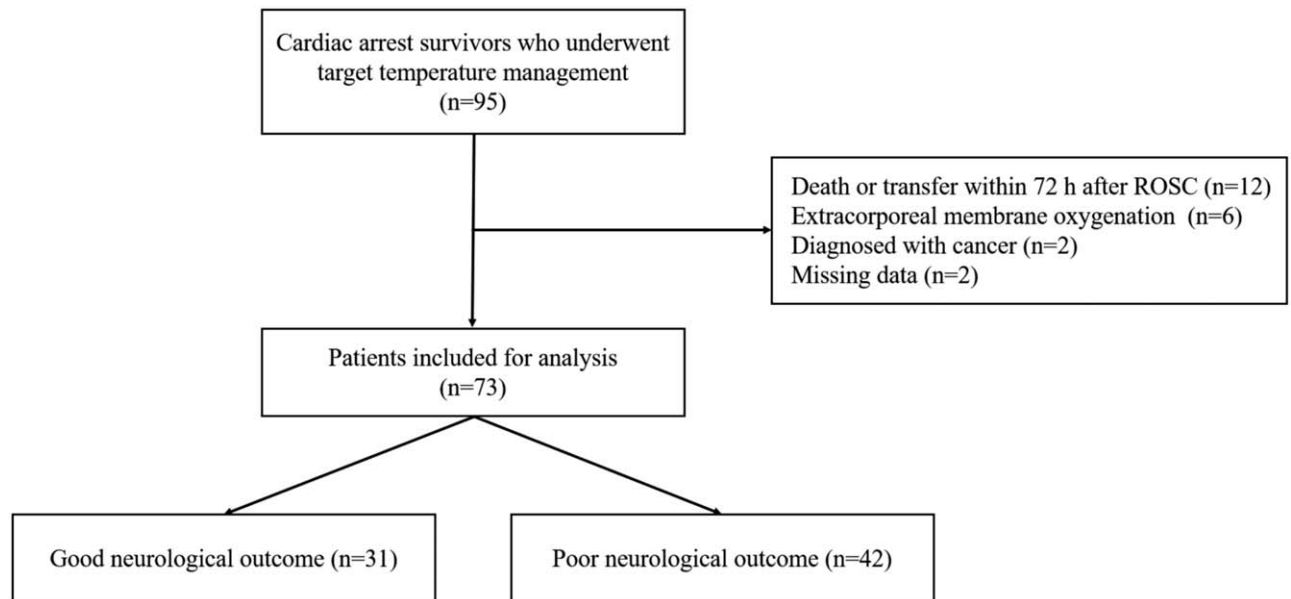 Cardiac arrest survivors who underwent
target temperature management
(n=95)
Death or transfer within 72 h after ROSC (n=12)
Extracorporeal membrane oxygenation (n=6)
Diagnosed with cancer (n=2)
Missing data (n=2)
Patients included for analysis
(n=73)
Good neurological outcome (n=31)
Poor neurological outcome (n=42)